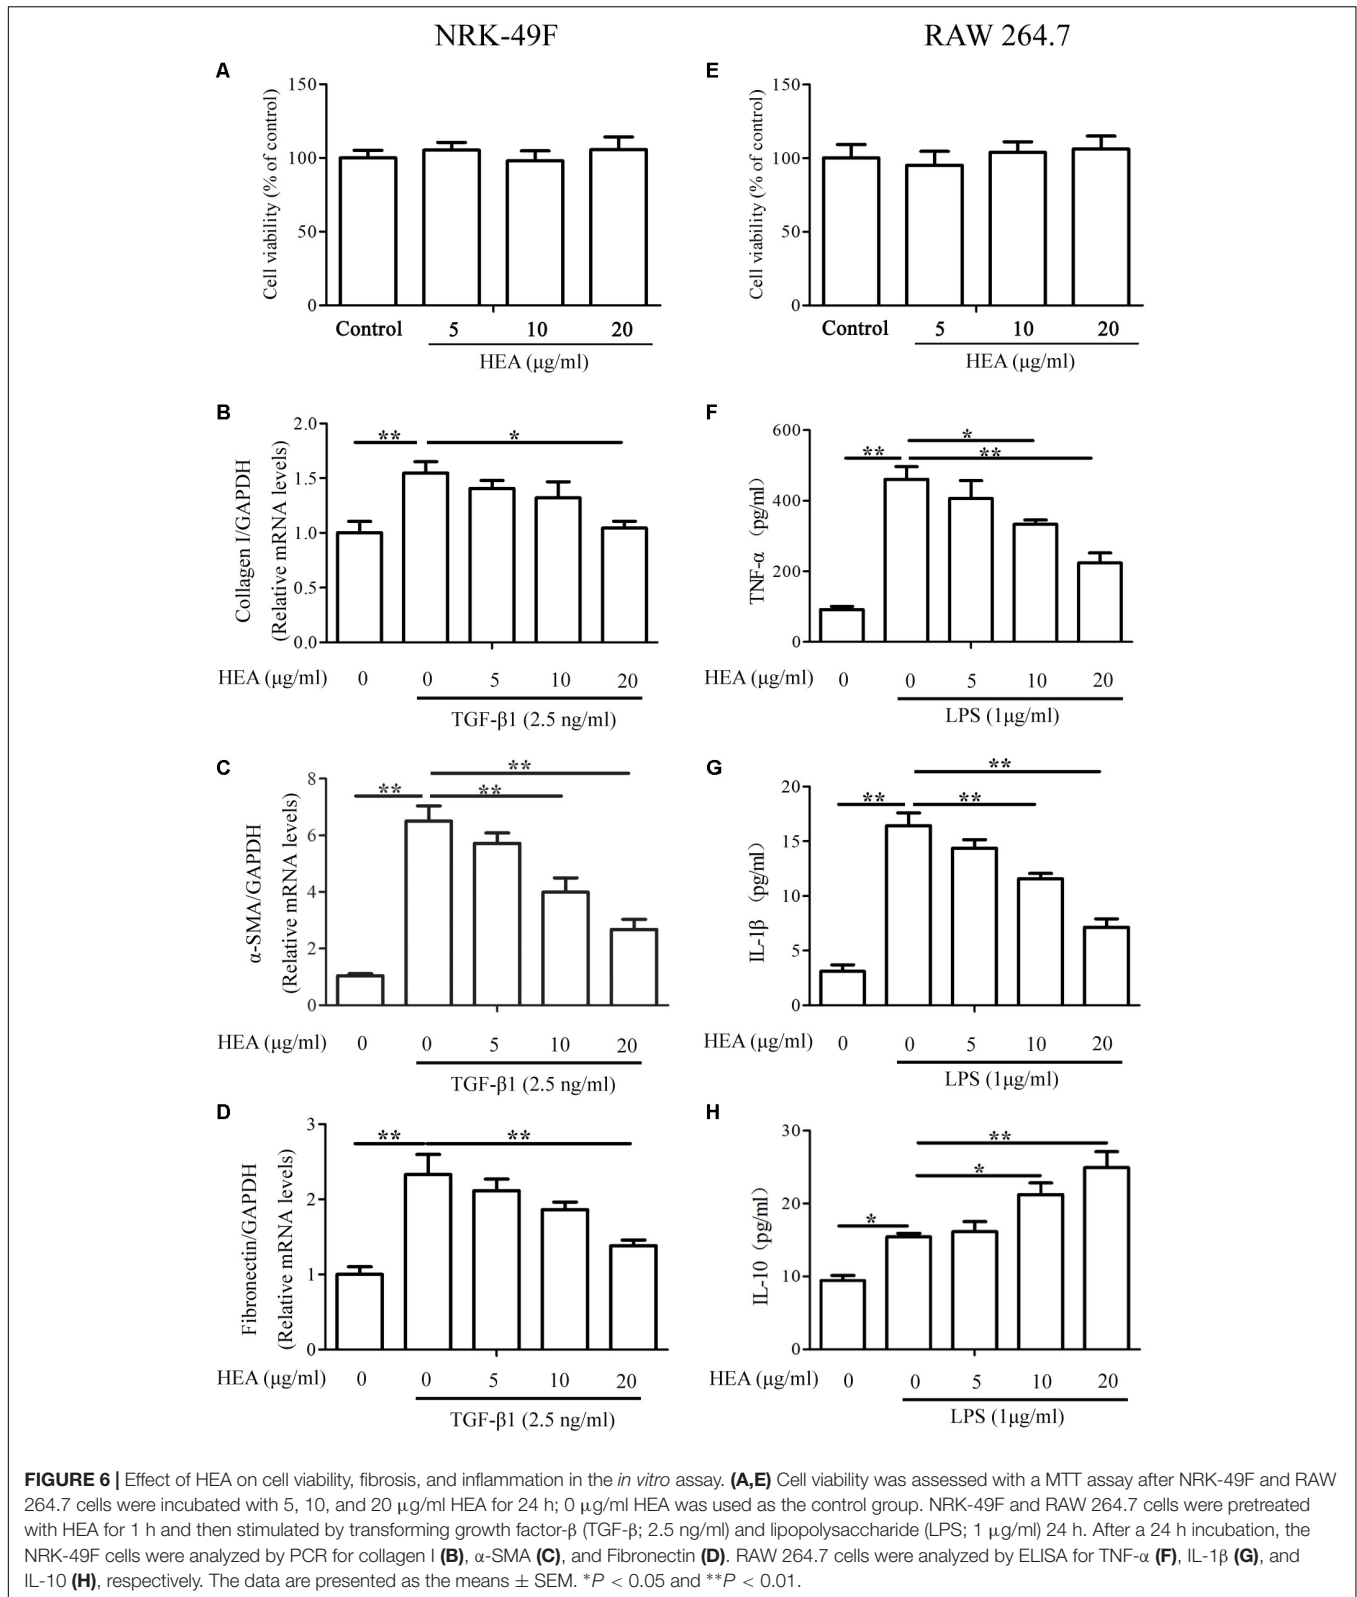 NRK-49F
RAW 264.7
A
Cell viability (% of control)
150
100
50
0
Control 5 10 20
HEA (μg/ml)
E
Cell viability (% of control)
150
100
50
0
Control 5 10 20
HEA (μg/ml)
B
Collagen I/GAPDH
(Relative mRNA levels)
2.0
1.5
1.0
0.5
0.0
** *
HEA (μg/ml) 0 0 5 10 20
TGF-β1 (2.5 ng/ml)
F
TNF-α (pg/ml)
600
400
200
0
*
** **
HEA (μg/ml) 0 0 5 10 20
LPS (1μg/ml)
C
α-SMA/GAPDH
(Relative mRNA levels)
8
6
4
2
0
**
** **
HEA (μg/ml) 0 0 5 10 20
TGF-β1 (2.5 ng/ml)
G
IL-1β (pg/ml)
20
15
10
5
0
**
** **
HEA (μg/ml) 0 0 5 10 20
LPS (1μg/ml)
D
Fibronectin/GAPDH
(Relative mRNA levels)
3
2
1
0
** **
HEA (μg/ml) 0 0 5 10 20
TGF-β1 (2.5 ng/ml)
H
IL-10 (pg/ml)
30
20
10
0
**
*
*
HEA (μg/ml) 0 0 5 10 20
LPS (1μg/ml)
FIGURE 6 | Effect of HEA on cell viability, fibrosis, and inflammation in the in vitro assay. (A,E) Cell viability was assessed with a MTT assay after NRK-49F and RAW
264.7 cells were incubated with 5, 10, and 20 μg/ml HEA for 24 h; 0 μg/ml HEA was used as the control group. NRK-49F and RAW 264.7 cells were pretreated
with HEA for 1 h and then stimulated by transforming growth factor-β (TGF-β; 2.5 ng/ml) and lipopolysaccharide (LPS; 1 μg/ml) 24 h. After a 24 h incubation, the
NRK-49F cells were analyzed by PCR for collagen I (B), α-SMA (C), and Fibronectin (D). RAW 264.7 cells were analyzed by ELISA for TNF-α (F), IL-1β (G), and
IL-10 (H), respectively. The data are presented as the means ± SEM. *P < 0.05 and **P < 0.01.